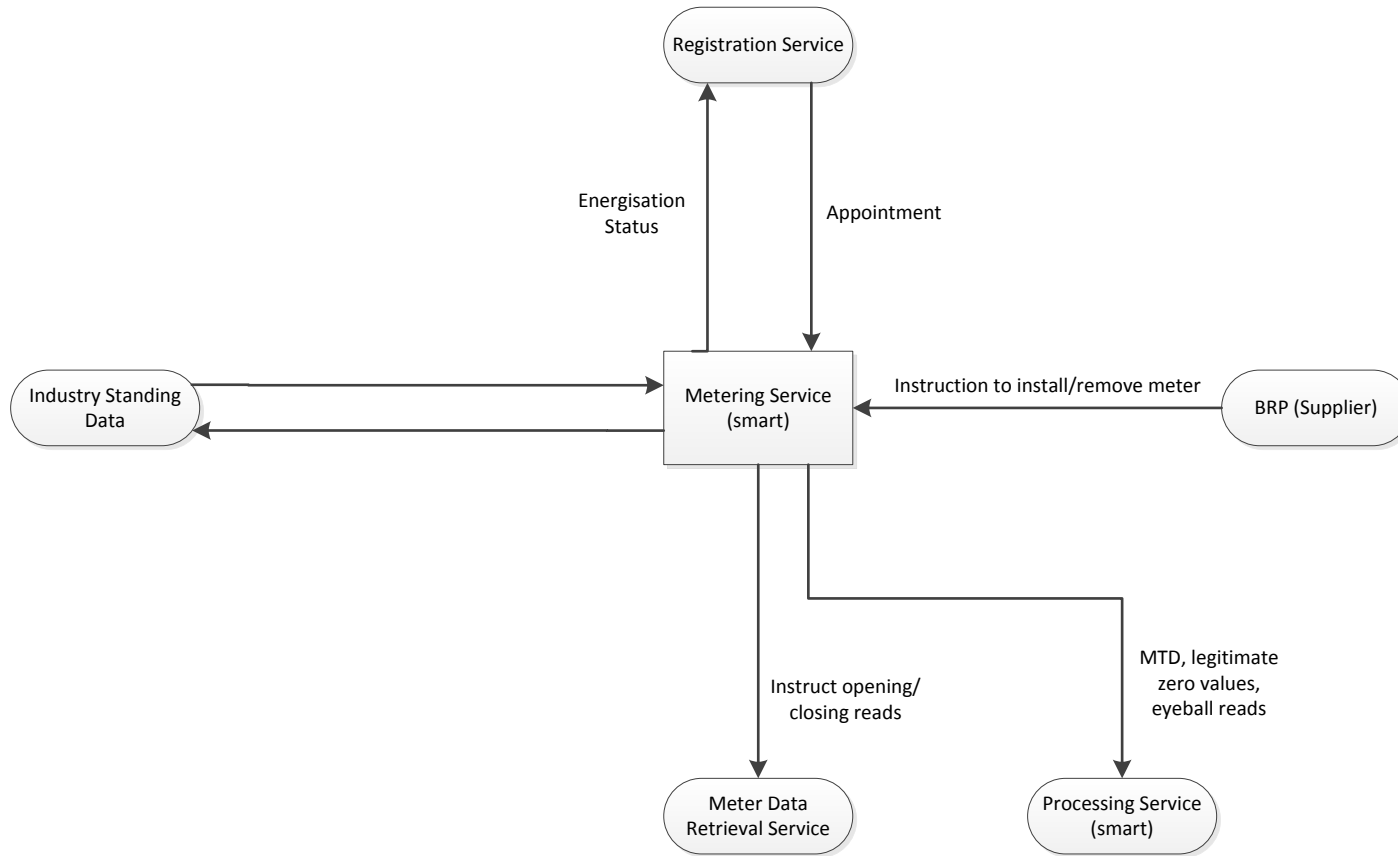 Registration Service
Energisation
Status
Appointment
Industry Standing
Data
Metering Service
(smart)
Instruction to install/remove meter
BRP (Supplier)
Instruct opening/
closing reads
MTD, legitimate
zero values,
eyeball reads
Meter Data
Retrieval Service
Processing Service
(smart)